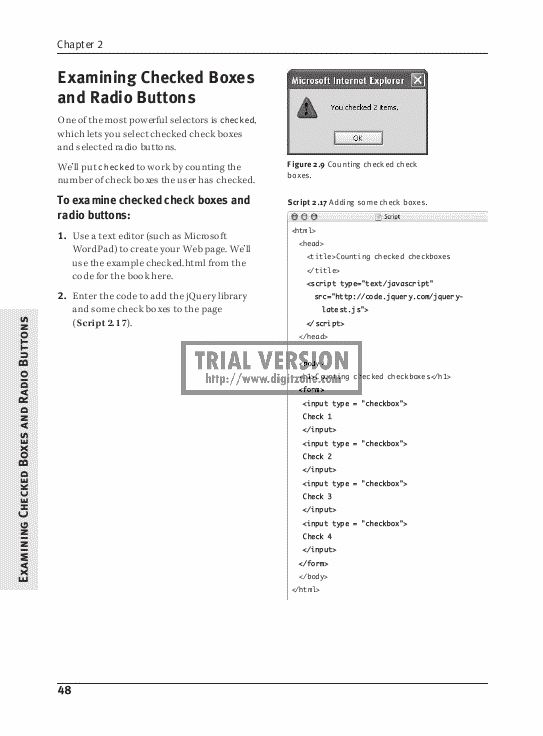 Chapter 2
Examining Checked Boxes
and Radio Buttons
One of the most powerful selectors is checked,
which lets you select checked check boxes
and selected radio buttons.
We'll put checked to work by counting the
number of check boxes the user has checked.
To examine checked check boxes and
radio buttons:
1. Use a text editor (such as Microsoft
WordPad) to create your Web page. We'll
use the example checked.html from the
code for the book here.
2. Enter the code to add the jQuery library
and some check boxes to the page
(Script 2.17).
Microsoft Internet Explorer
You checked 2 items.
OK
Figure 2.9 Counting checked check
boxes.
Script 2.17 Adding some check boxes.
Script
<html>
<head>
<title>Counting checked checkboxes
</title>
<script type="text/javascript"
src="http://code.jquery.com/jquery-
latest.js">
</script>
</head>
<body>
<h1>Counting checked checkboxes</h1>
<form>
<input type = "checkbox">
Check 1
</input>
<input type = "checkbox">
Check 2
</input>
<input type = "checkbox">
Check 3
</input>
<input type = "checkbox">
Check 4
</input>
</form>
</body>
</html>
TRIAL VERSION
http://www.digitzone.com
Examining Checked Boxes and Radio Buttons
48